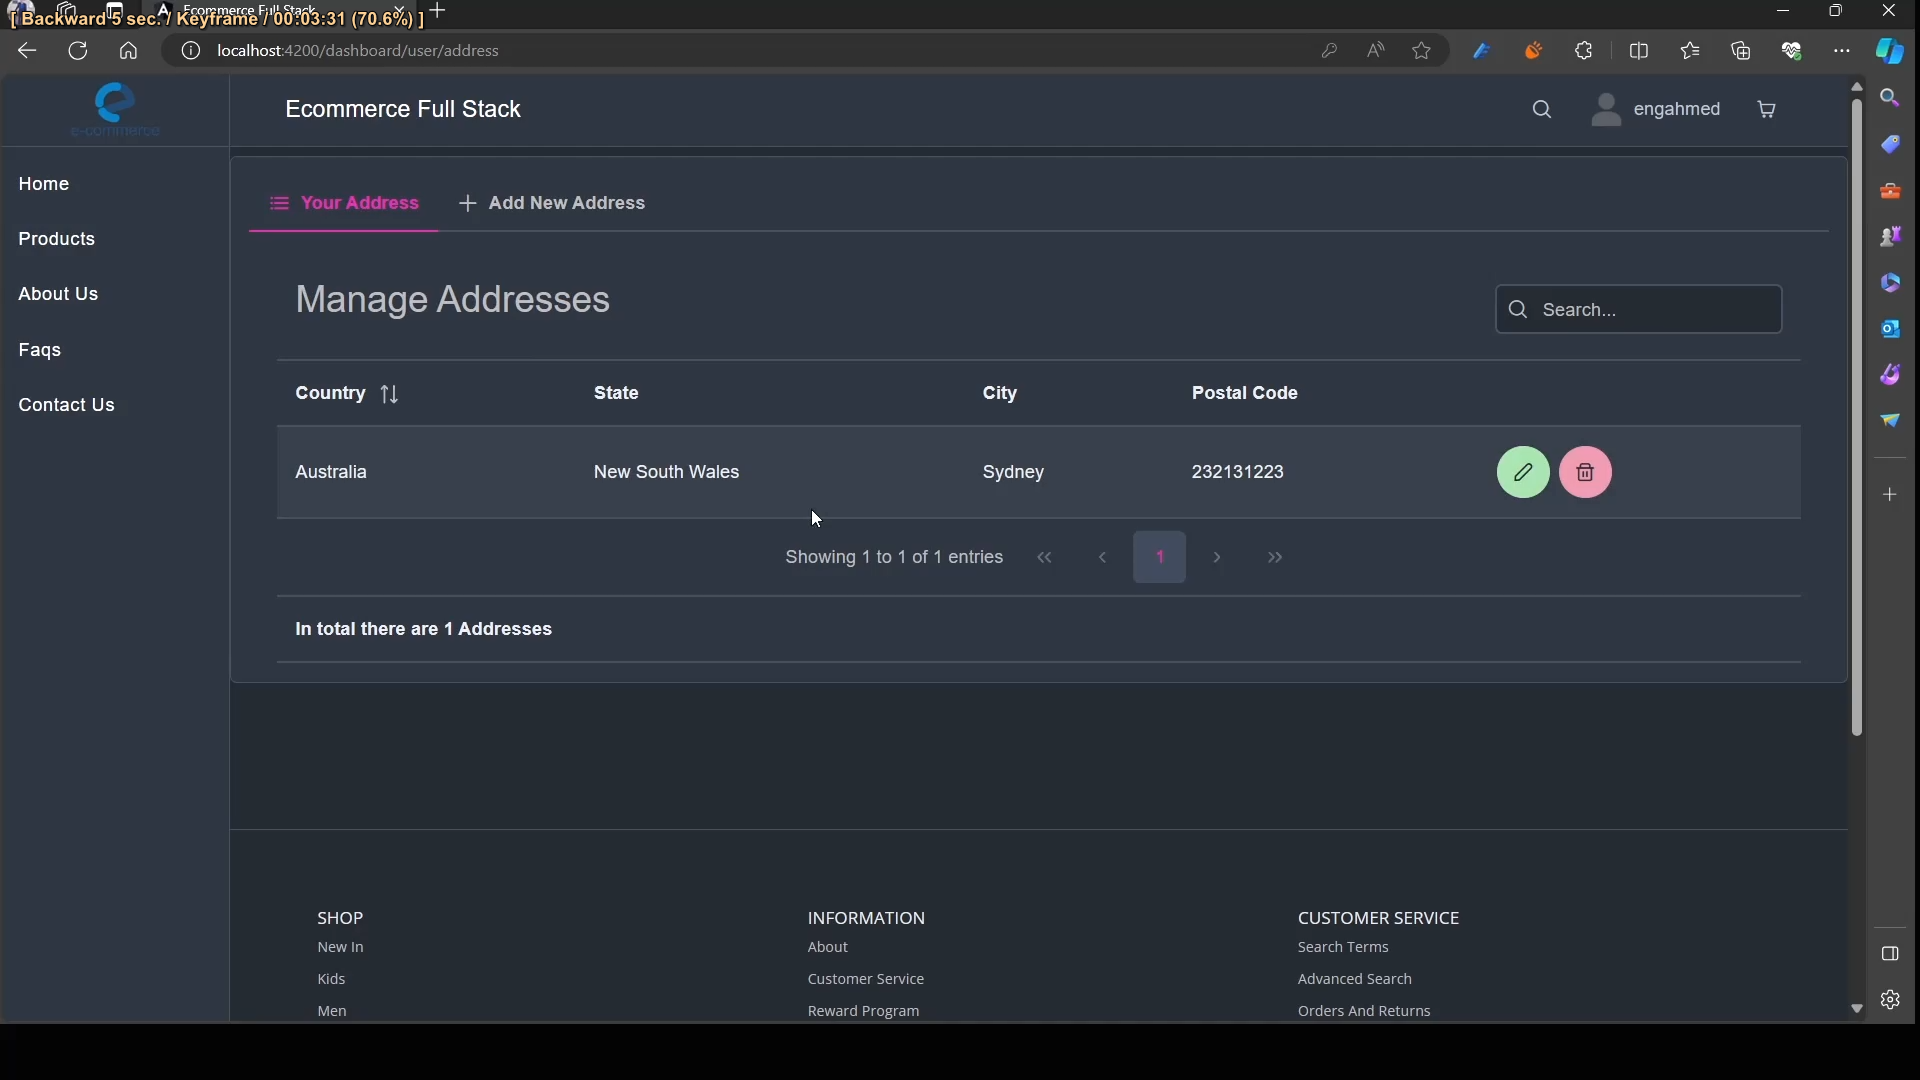 [ Backward 5 sec. / Keyframe / 00:03:31 (70.6%) ]
Ecommerce Full Stack
localhost:4200/dashboard/user/address
e-commerce
Ecommerce Full Stack
engahmed
Home
Products
About Us
Faqs
Contact Us
Your Address
Add New Address
Manage Addresses
Search...
Country
State
City
Postal Code
Australia
New South Wales
Sydney
232131223
Showing 1 to 1 of 1 entries
1
In total there are 1 Addresses
SHOP
New In
Kids
Men
INFORMATION
About
Customer Service
Reward Program
CUSTOMER SERVICE
Search Terms
Advanced Search
Orders And Returns